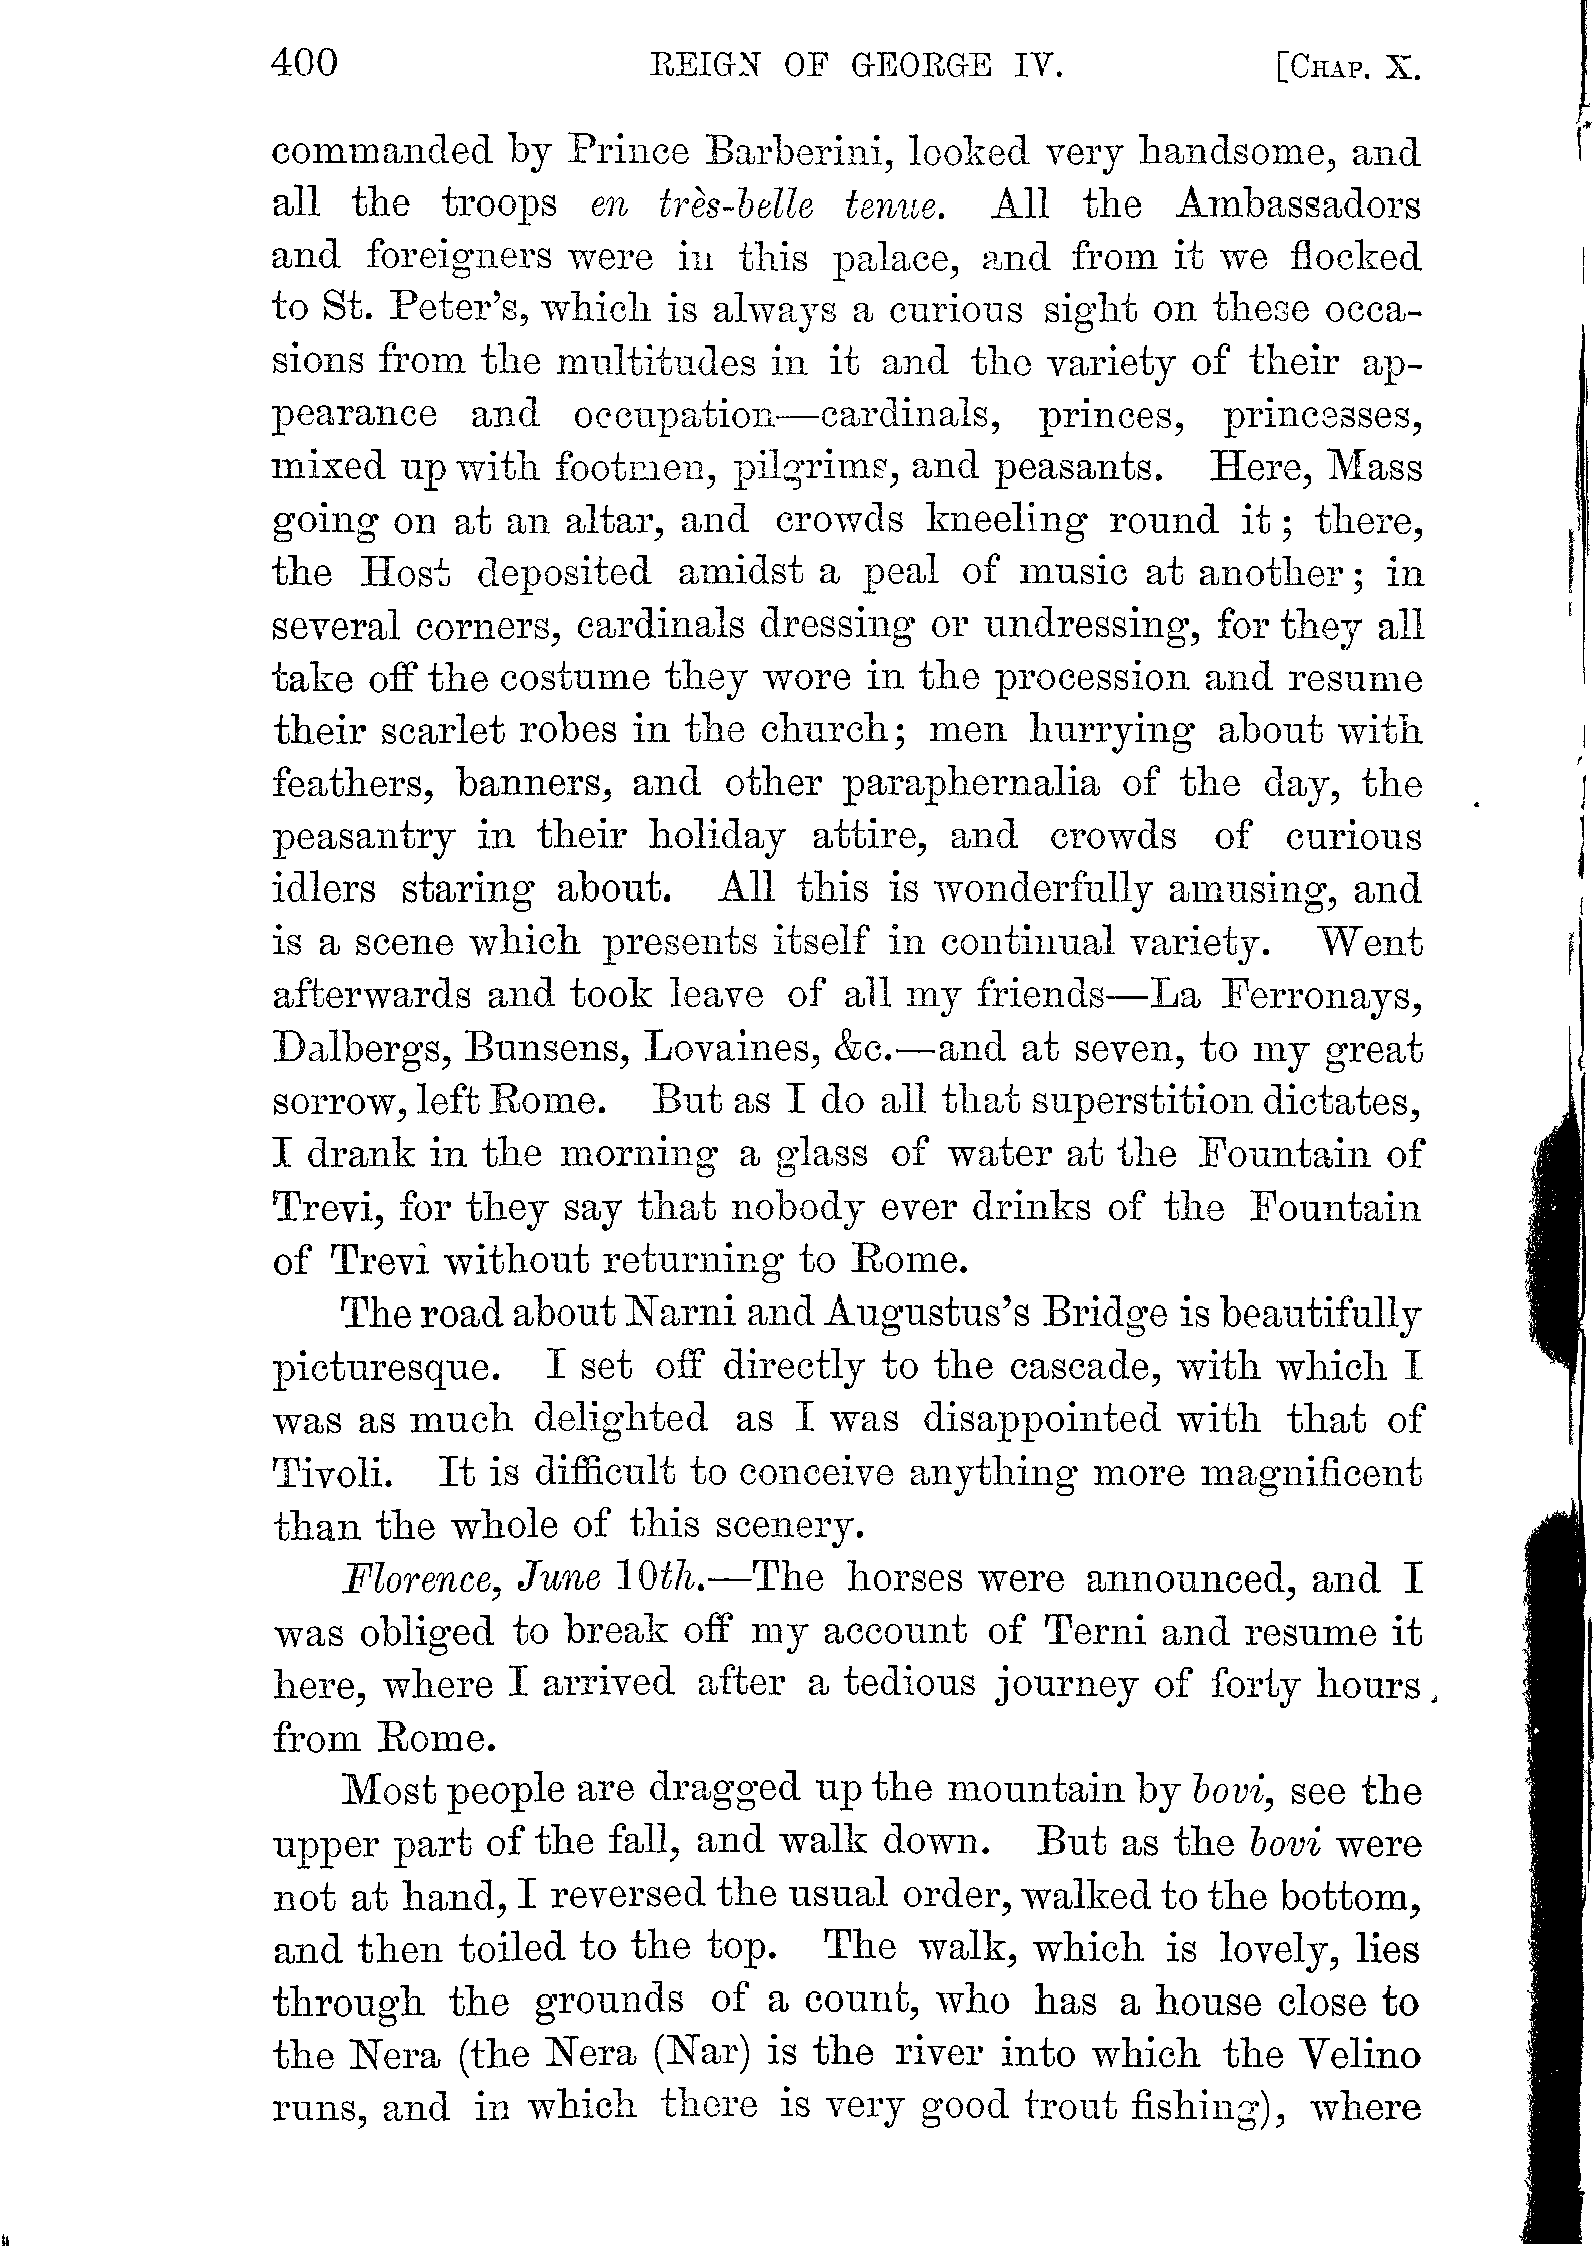 400 REIGN OF GEORGE IV. [CHAP. X.
commanded by Prince Barberini, looked very handsome, and
all the troops en très-belle tenue. All the Ambassadors
and foreigners were in this palace, and from it we flocked
to St. Peter's, which is always a curious sight on these occa-
sions from the multitudes in it and the variety of their ap-
pearance and occupation—cardinals, princes, princesses,
mixed up with footmen, pilgrims, and peasants. Here, Mass
going on at an altar, and crowds kneeling round it; there,
the Host deposited amidst a peal of music at another; in
several corners, cardinals dressing or undressing, for they all
take off the costume they wore in the procession and resume
their scarlet robes in the church; men hurrying about with
feathers, banners, and other paraphernalia of the day, the
peasantry in their holiday attire, and crowds of curious
idlers staring about. All this is wonderfully amusing, and
is a scene which presents itself in continual variety. Went
afterwards and took leave of all my friends—La Ferronays,
Dalbergs, Bunsens, Lovaines, &c.—and at seven, to my great
sorrow, left Rome. But as I do all that superstition dictates,
I drank in the morning a glass of water at the Fountain of
Trevi, for they say that nobody ever drinks of the Fountain
of Trevi without returning to Rome.
The road about Narni and Augustus's Bridge is beautifully
picturesque. I set off directly to the cascade, with which I
was as much delighted as I was disappointed with that of
Tivoli. It is difficult to conceive anything more magnificent
than the whole of this scenery.
Florence, June 10th.—The horses were announced, and I
was obliged to break off my account of Terni and resume it
here, where I arrived after a tedious journey of forty hours
from Rome.
Most people are dragged up the mountain by bovi, see the
upper part of the fall, and walk down. But as the bovi were
not at hand, I reversed the usual order, walked to the bottom,
and then toiled to the top. The walk, which is lovely, lies
through the grounds of a count, who has a house close to
the Nera (the Nera (Nar) is the river into which the Velino
runs, and in which there is very good trout fishing), where